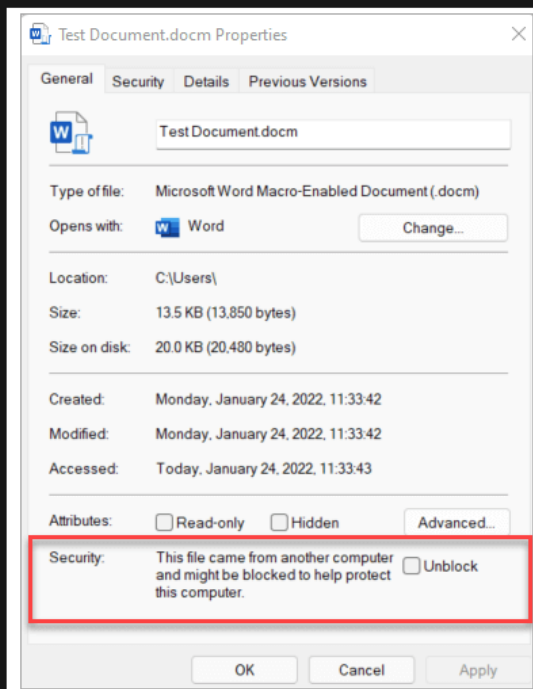 Test Document.docm Properties
General Security Details Previous Versions
W
Test Document.docm
Type of file: Microsoft Word Macro-Enabled Document (.docm)
Opens with: W Word Change...
Location: C:\Users\
Size: 13.5 KB (13,850 bytes)
Size on disk: 20.0 KB (20,480 bytes)
Created: Monday, January 24, 2022, 11:33:42
Modified: Monday, January 24, 2022, 11:33:42
Accessed: Today, January 24, 2022, 11:33:43
Attributes: Read-only Hidden Advanced...
Security: This file came from another computer
and might be blocked to help protect Unblock
this computer.
OK Cancel Apply